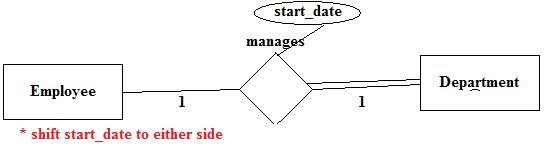 start_date
manages
Employee
Department
1
1
* shift start_date to either side